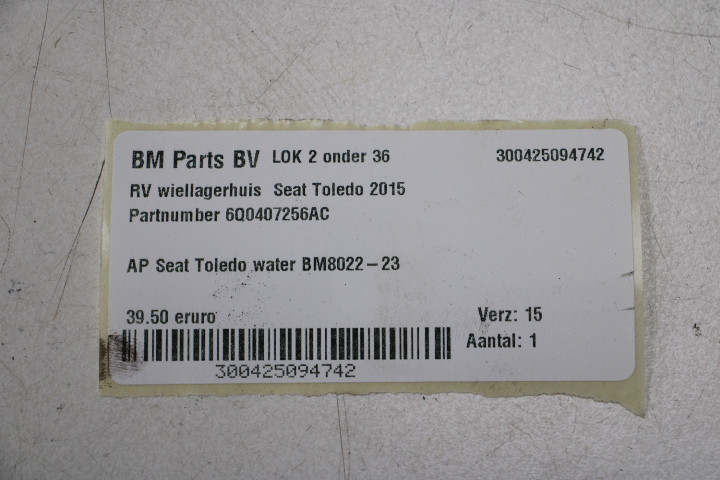 BM Parts BV LOK 2 onder 36 300425094742
RV wiellagerhuis Seat Toledo 2015
Partnumber 6Q0407256AC
AP Seat Toledo water BM8022-23
39.50 eruro Verz: 15
Aantal: 1
300425094742